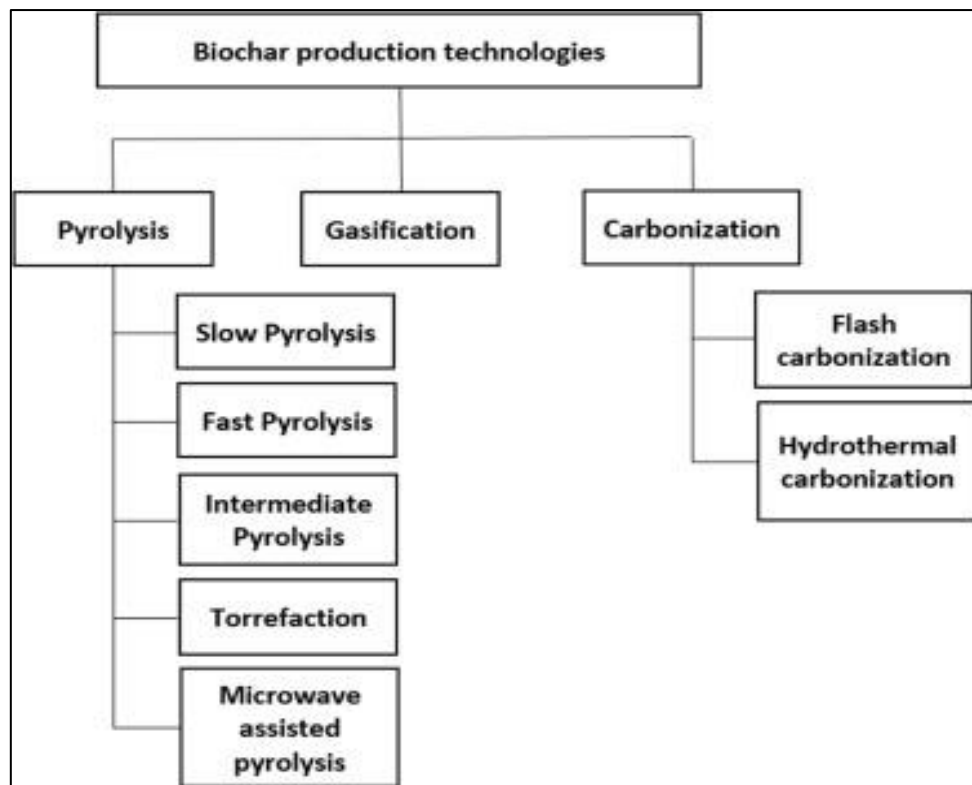 Biochar production technologies
Pyrolysis
Gasification
Carbonization
Slow Pyrolysis
Fast Pyrolysis
Intermediate
Pyrolysis
Torrefaction
Microwave
assisted
pyrolysis
Flash
carbonization
Hydrothermal
carbonization